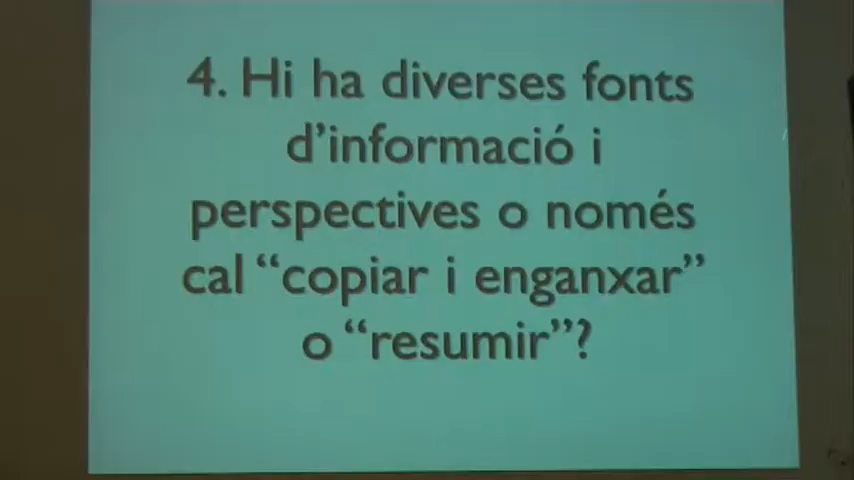 4. Hi ha diverses fonts
d’informació i
perspectives o només
cal “copiar i enganxar”
o “resumir”?